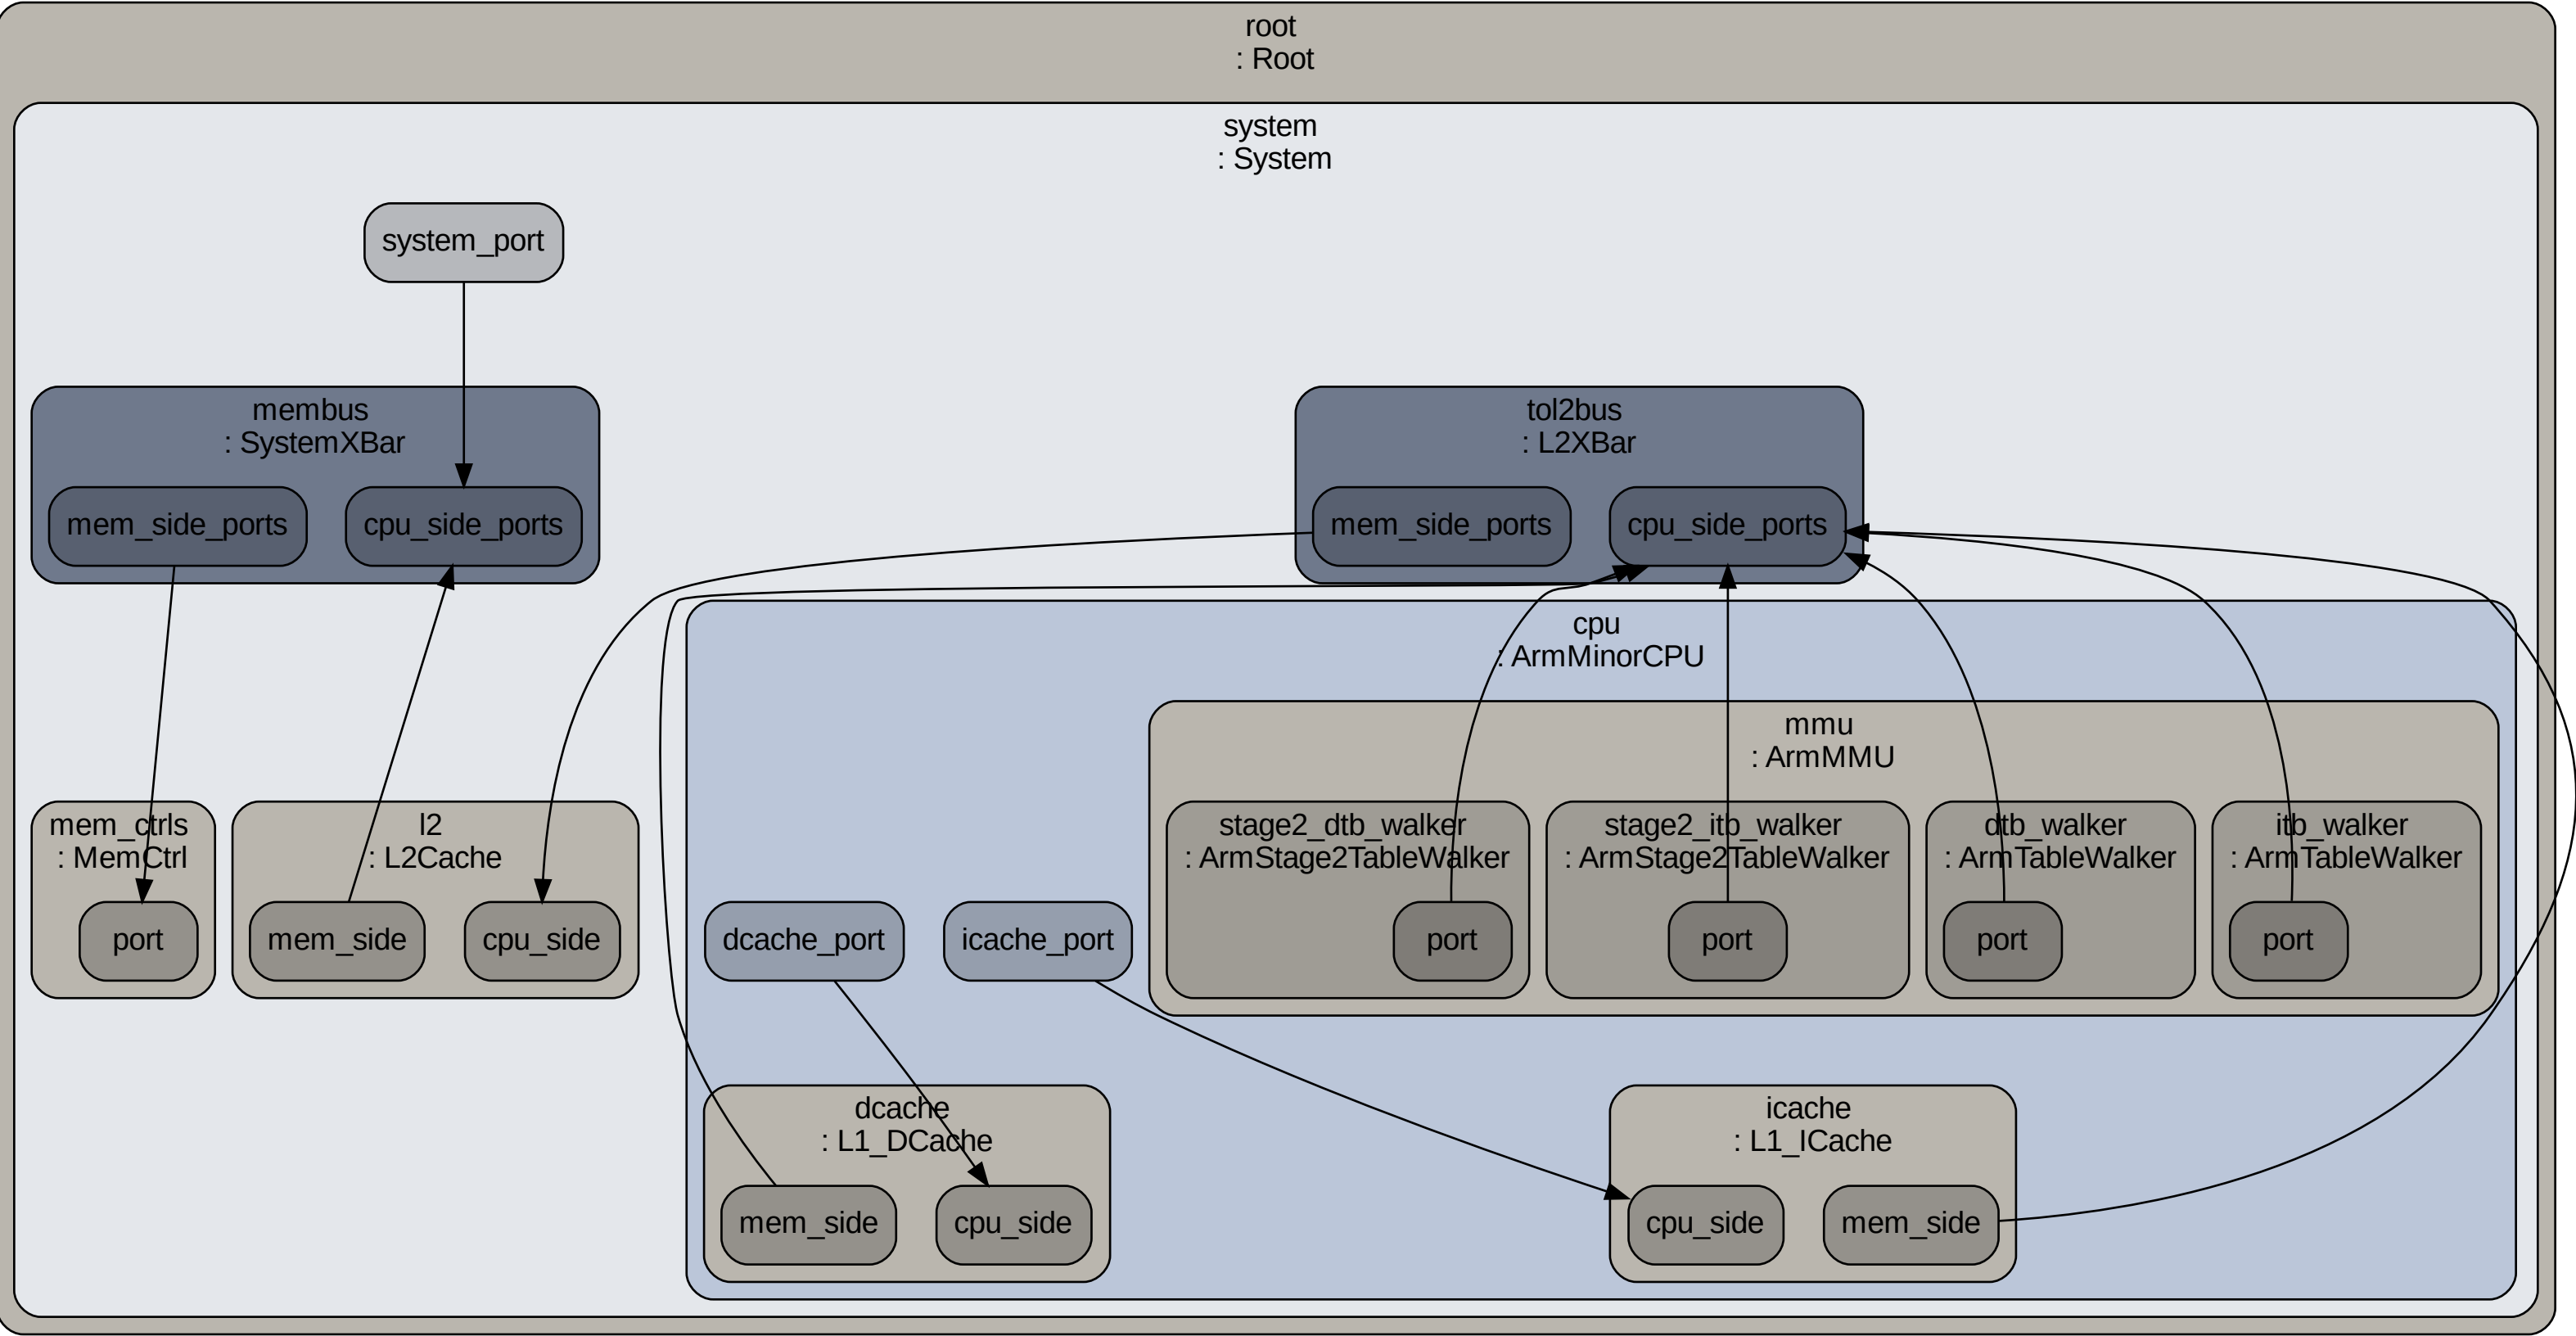 root
: Root
system
: System
system_port
membus
: SystemXBar
mem_side_ports
cpu_side_ports
tol2bus
: L2XBar
mem_side_ports
cpu_side_ports
cpu
: ArmMinorCPU
mmu
: ArmMMU
mem_ctrls
: MemCtrl
port
l2
: L2Cache
mem_side
cpu_side
dcache_port
icache_port
stage2_dtb_walker
: ArmStage2TableWalker
port
stage2_itb_walker
: ArmStage2TableWalker
port
dtb_walker
: ArmTableWalker
port
itb_walker
: ArmTableWalker
port
dcache
: L1_DCache
mem_side
cpu_side
icache
: L1_ICache
cpu_side
mem_side